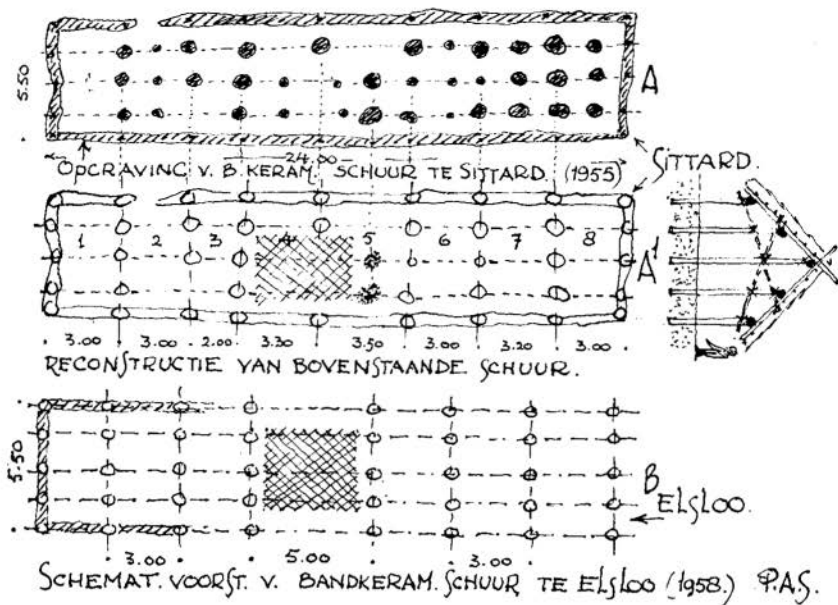 5.50
A
24.00
OPGRAVING V. B. KERAM. SCHUUR TE SITTARD. (1955)
SITTARD.
1 2 3 4 5 6 7 8
A¹
3.00 3.00 2.00 3.30 3.50 3.00 3.20 3.00
RECONSTRUCTIE VAN BOVENSTAANDE SCHUUR.
5.50
B
ELSLOO.
3.00 5.00 3.00
SCHEMAT. VOORST. V. BANDKERAM. SCHUUR TE ELSLOO (1958.) P.A.S.